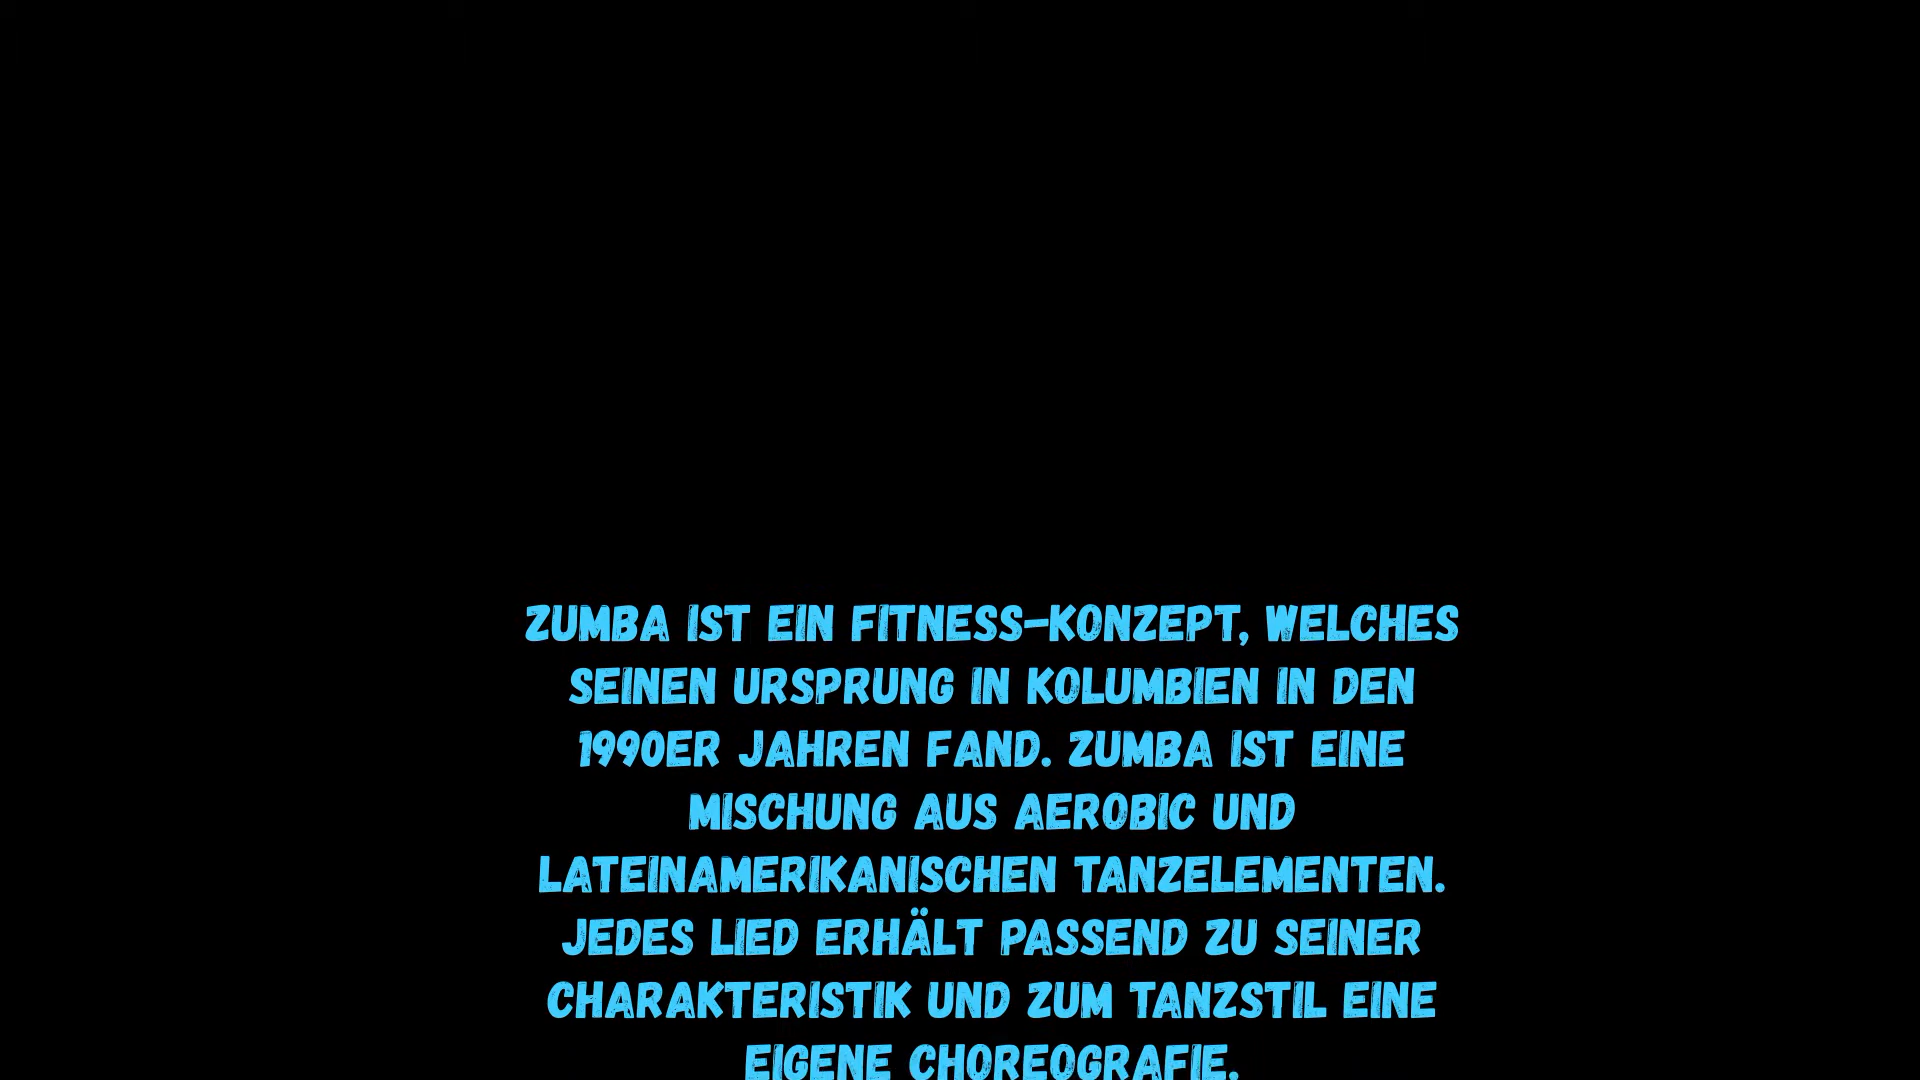 ZUMBA IST EIN FITNESS-KONZEPT, WELCHES
SEINEN URSPRUNG IN KOLUMBIEN IN DEN
1990ER JAHREN FAND. ZUMBA IST EINE
MISCHUNG AUS AEROBIC UND
LATEINAMERIKANISCHEN TANZELEMENTEN.
JEDES LIED ERHÄLT PASSEND ZU SEINER
CHARAKTERISTIK UND ZUM TANZSTIL EINE
EIGENE CHOREOGRAFIE.